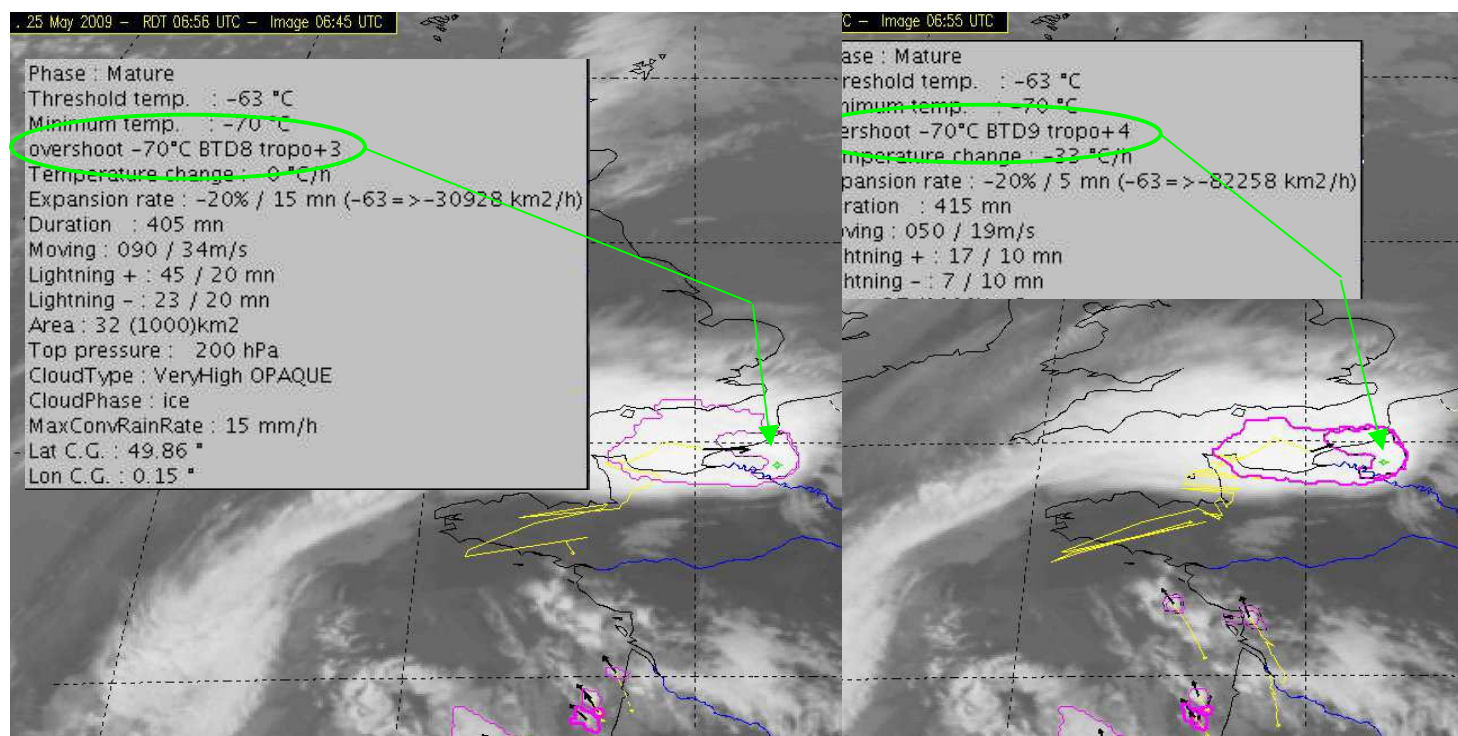 . 25 May 2009 – RDT 06:56 UTC – Image 06:45 UTC
Phase : Mature
Threshold temp. : -63 °C
Minimum temp. : -70 °C
overshoot -70°C BTD8 tropo+3
Temperature change : 0 °C/h
Expansion rate : -20% / 15 mn (-63=>-30928 km2/h)
Duration : 405 mn
Moving : 090 / 34m/s
Lightning + : 45 / 20 mn
Lightning - : 23 / 20 mn
Area : 32 (1000)km2
Top pressure : 200 hPa
CloudType : VeryHigh OPAQUE
CloudPhase : ice
MaxConvRainRate : 15 mm/h
Lat C.G. : 49.86 °
Lon C.G. : 0.15 °
C – Image 06:55 UTC
ase : Mature
reshold temp. : -63 °C
nimum temp. : -70 °C
ershoot -70°C BTD9 tropo+4
mperature change : -33 °C/h
pansion rate : -20% / 5 mn (-63=>-82258 km2/h)
ration : 415 mn
ving : 050 / 19m/s
htning + : 17 / 10 mn
htning - : 7 / 10 mn